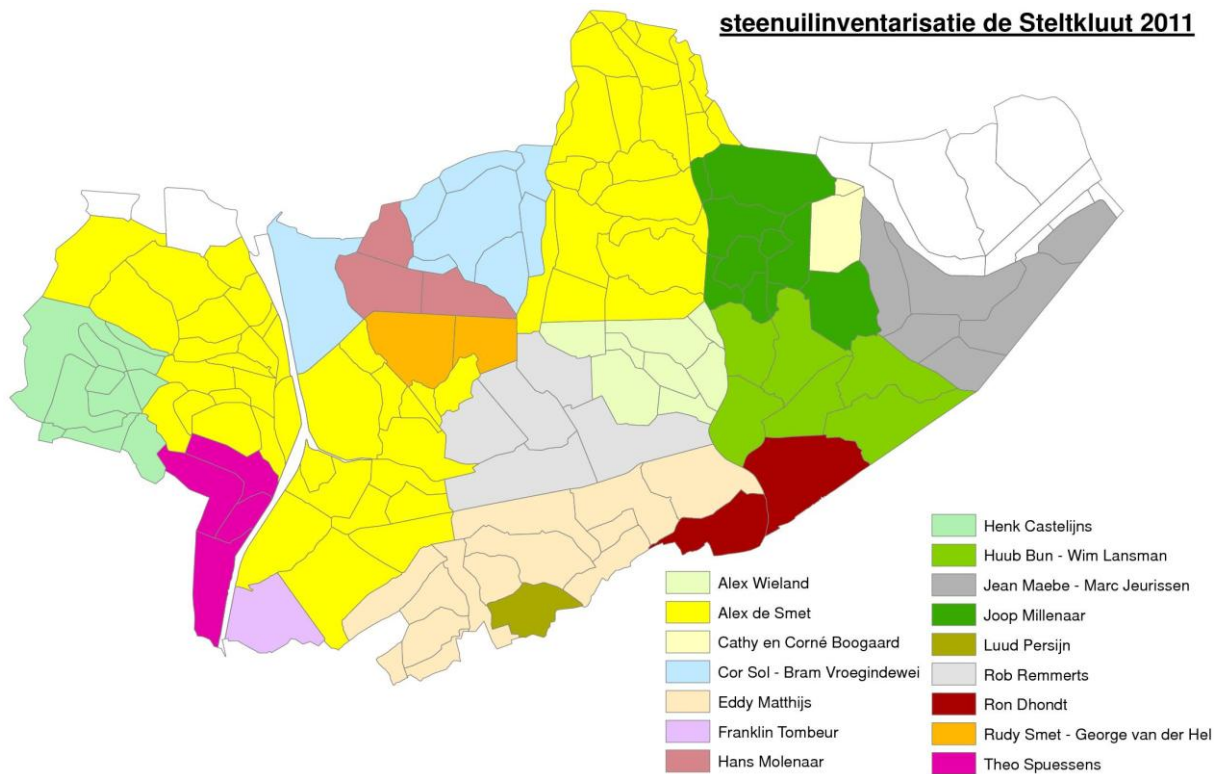 steenuilinventarisatie de Steltkluut 2011
Alex Wieland
Alex de Smet
Cathy en Corné Boogaard
Cor Sol - Bram Vroegindewei
Eddy Matthijs
Franklin Tombeur
Hans Molenaar
Henk Castelijns
Huub Bun - Wim Lansman
Jean Maebe - Marc Jeurissen
Joop Millenaar
Luud Persijn
Rob Remmerts
Ron Dhondt
Rudy Smet - George van der Hel
Theo Spuessens